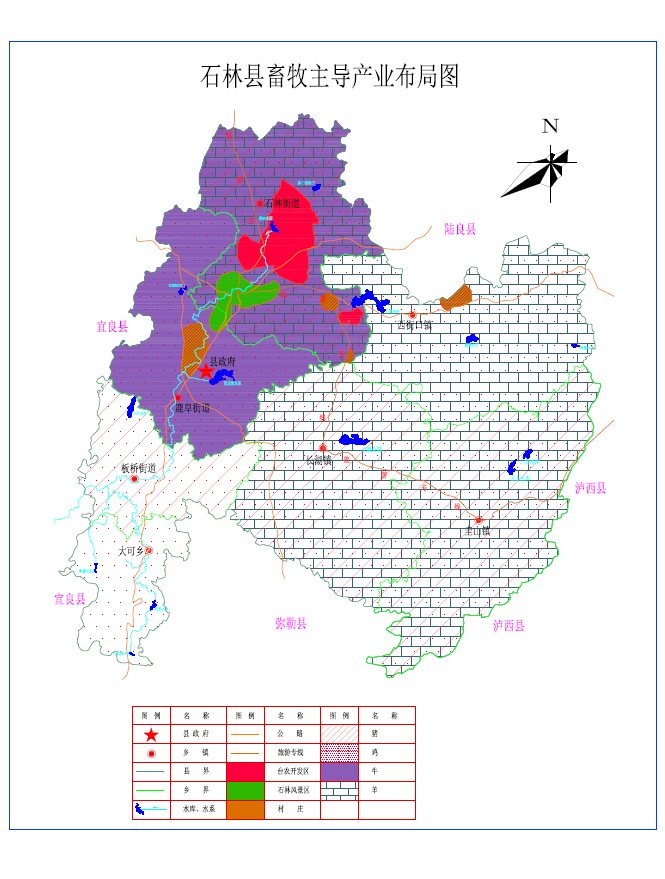 石林县畜牧主导产业布局图
N
石林街道
陆良县
宜良县
西街口镇
县政府
鹿阜街道
长湖镇
板桥街道
泸西县
圭山镇
大可乡
宜良县
弥勒县
泸西县
图 例 名 称 图 例 名 称 图 例 名 称
县 政 府 公 路 猪
乡 镇 旅游专线 鸡
县 界 台农开发区 牛
乡 界 石林风景区 羊
水库、水系 村 庄